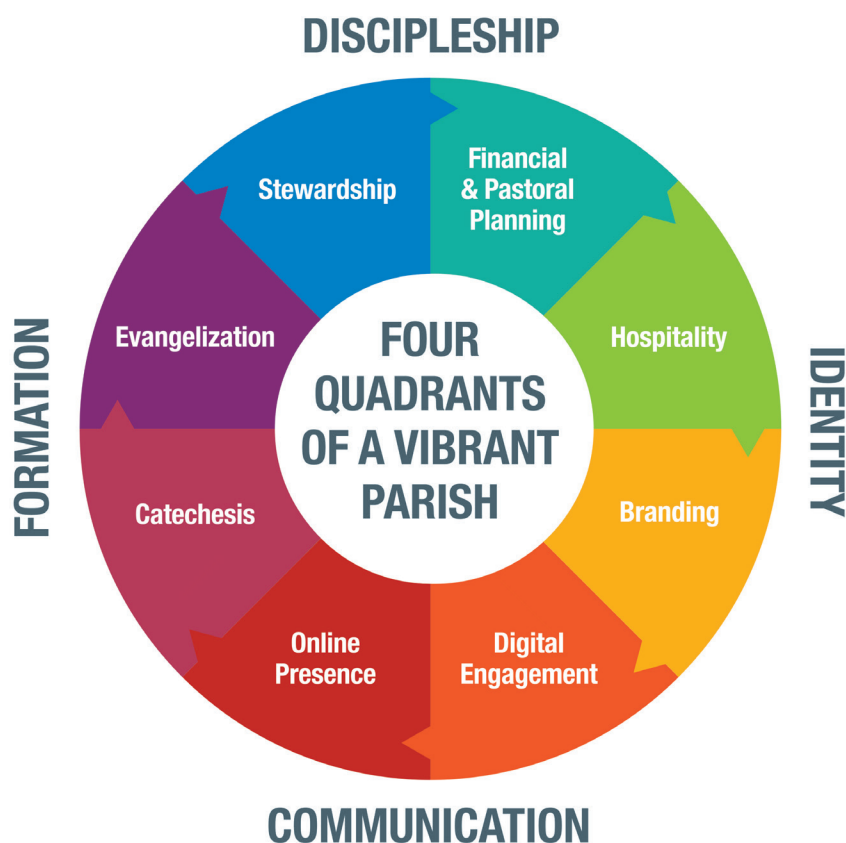 DISCIPLESHIP
Stewardship
Financial
& Pastoral
Planning
Evangelization
Hospitality
FORMATION
FOUR
QUADRANTS
OF A VIBRANT
PARISH
IDENTITY
Catechesis
Branding
Online
Presence
Digital
Engagement
COMMUNICATION